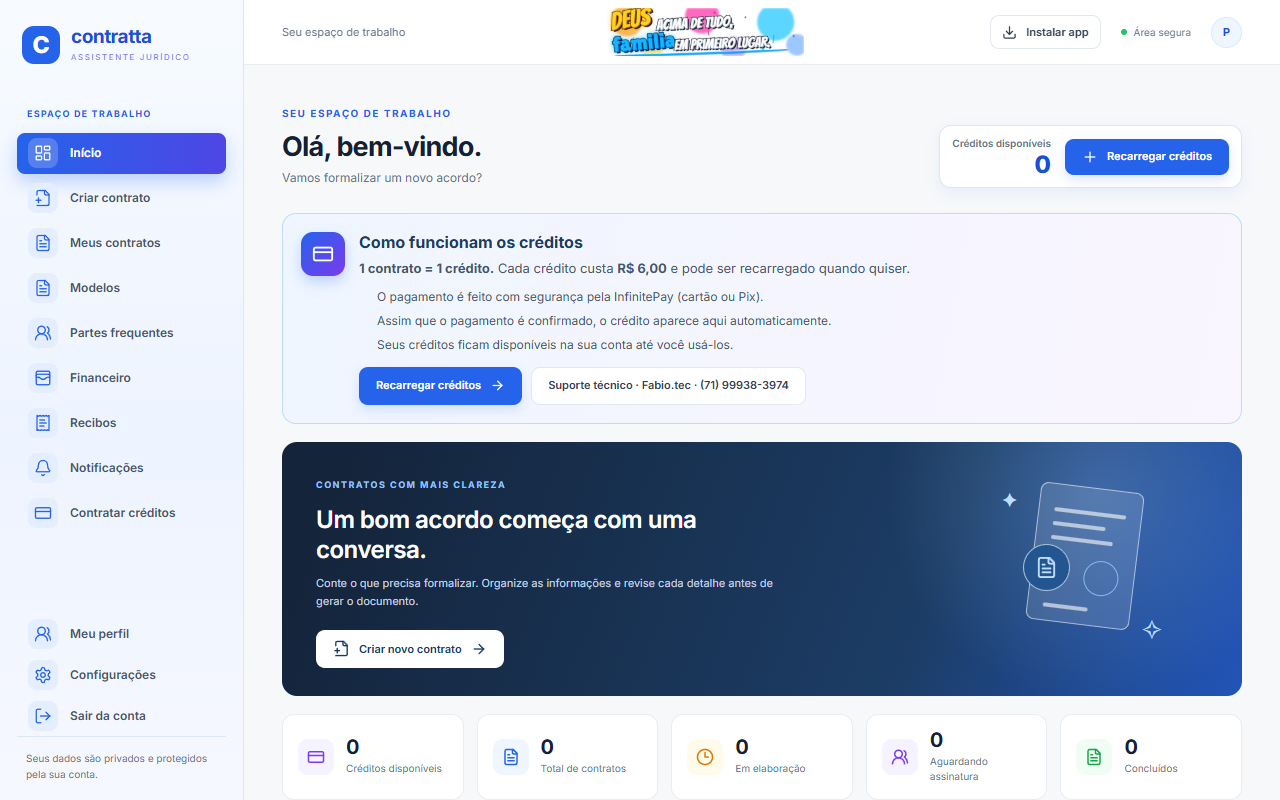 C
contratta
ASSISTENTE JURÍDICO
ESPAÇO DE TRABALHO
Início
Criar contrato
Meus contratos
Modelos
Partes frequentes
Financeiro
Recibos
Notificações
Contratar créditos
Meu perfil
Configurações
Sair da conta
Seus dados são privados e protegidos
pela sua conta.
Seu espaço de trabalho
DEUS ACIMA DE TUDO,
família EM PRIMEIRO LUGAR.
Instalar app
Área segura
P
SEU ESPAÇO DE TRABALHO
Olá, bem-vindo.
Vamos formalizar um novo acordo?
Créditos disponíveis
0
Recarregar créditos
Como funcionam os créditos
1 contrato = 1 crédito. Cada crédito custa R$ 6,00 e pode ser recarregado quando quiser.
O pagamento é feito com segurança pela InfinitePay (cartão ou Pix).
Assim que o pagamento é confirmado, o crédito aparece aqui automaticamente.
Seus créditos ficam disponíveis na sua conta até você usá-los.
Recarregar créditos
Suporte técnico · Fabio.tec · (71) 99938-3974
CONTRATOS COM MAIS CLAREZA
Um bom acordo começa com uma
conversa.
Conte o que precisa formalizar. Organize as informações e revise cada detalhe antes de
gerar o documento.
Criar novo contrato
0
Créditos disponíveis
0
Total de contratos
0
Em elaboração
0
Aguardando
assinatura
0
Concluídos